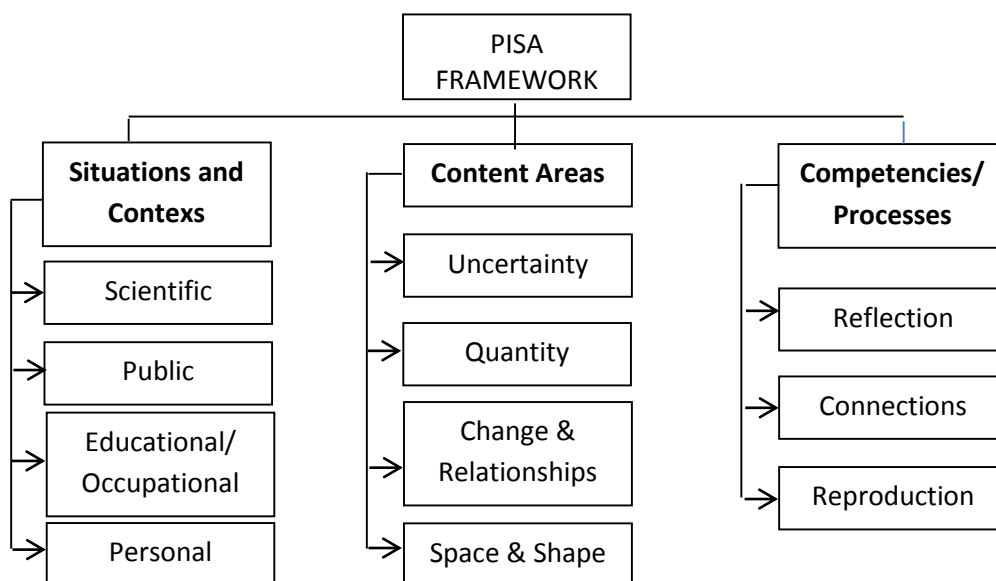 PISA
FRAMEWORK
Situations and
Contexs
Scientific
Public
Educational/
Occupational
Personal
Content Areas
Uncertainty
Quantity
Change &
Relationships
Space & Shape
Competencies/
Processes
Reflection
Connections
Reproduction